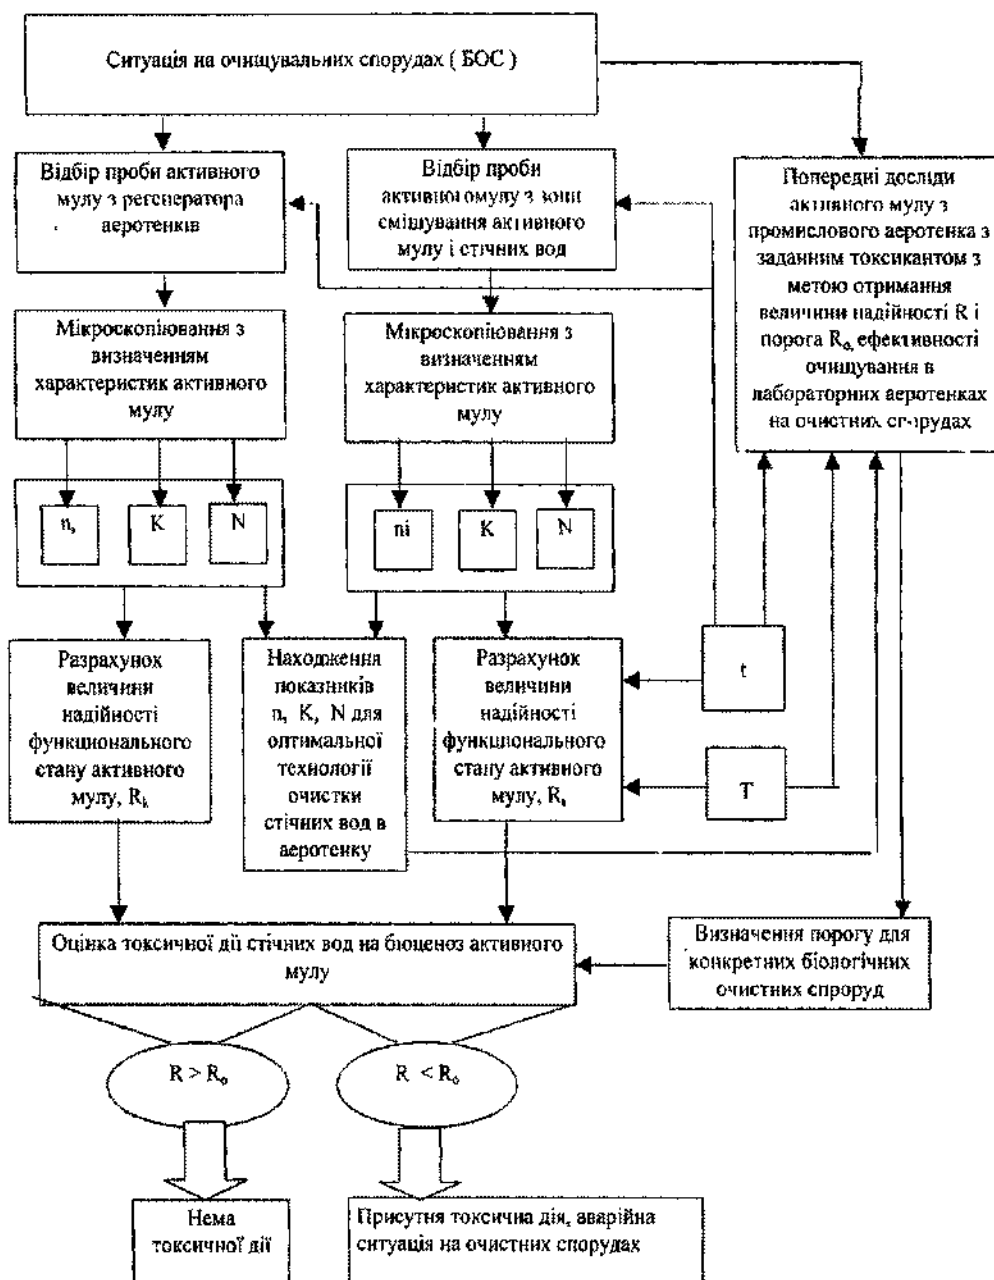 Ситуація на очищувальних спорудах ( БОС )
Відбір проби активного
мулу з регенератора
аеротенків
Відбір проби
активногомулу з зони
смішування активного
мулу і стічних вод
Попередні досліди
активного мулу з
промислового аеротенка з
заданним токсикантом з
метою отримання
величини надійності R і
порога R₀, ефективності
очищування в
лабораторних аеротенках
на очистних спорудах
Мікроскопіювання з
визначенням
характеристик активного
мулу
Мікроскопіювання з
визначенням
характеристик активного
мулу
K
N
ni
K
N
Разрахунок
величини
надійності
функционального
стану активного
мулу,
Находження
показників
n, K, N для
оптимальної
технології
очистки
стічних вод в
аеротенку
Разрахунок
величини
надійності
функционального
стану активного
мулу,
t
T
Оцінка токсичної дії стічних вод на біоценоз активного
мулу
Визначення порогу для
конкретних біологічних
очистних спроруд
R > R₀
R < R₀
Нема
токсичної дії
Присутня токсична дія, аварійна
ситуація на очистних спорудах